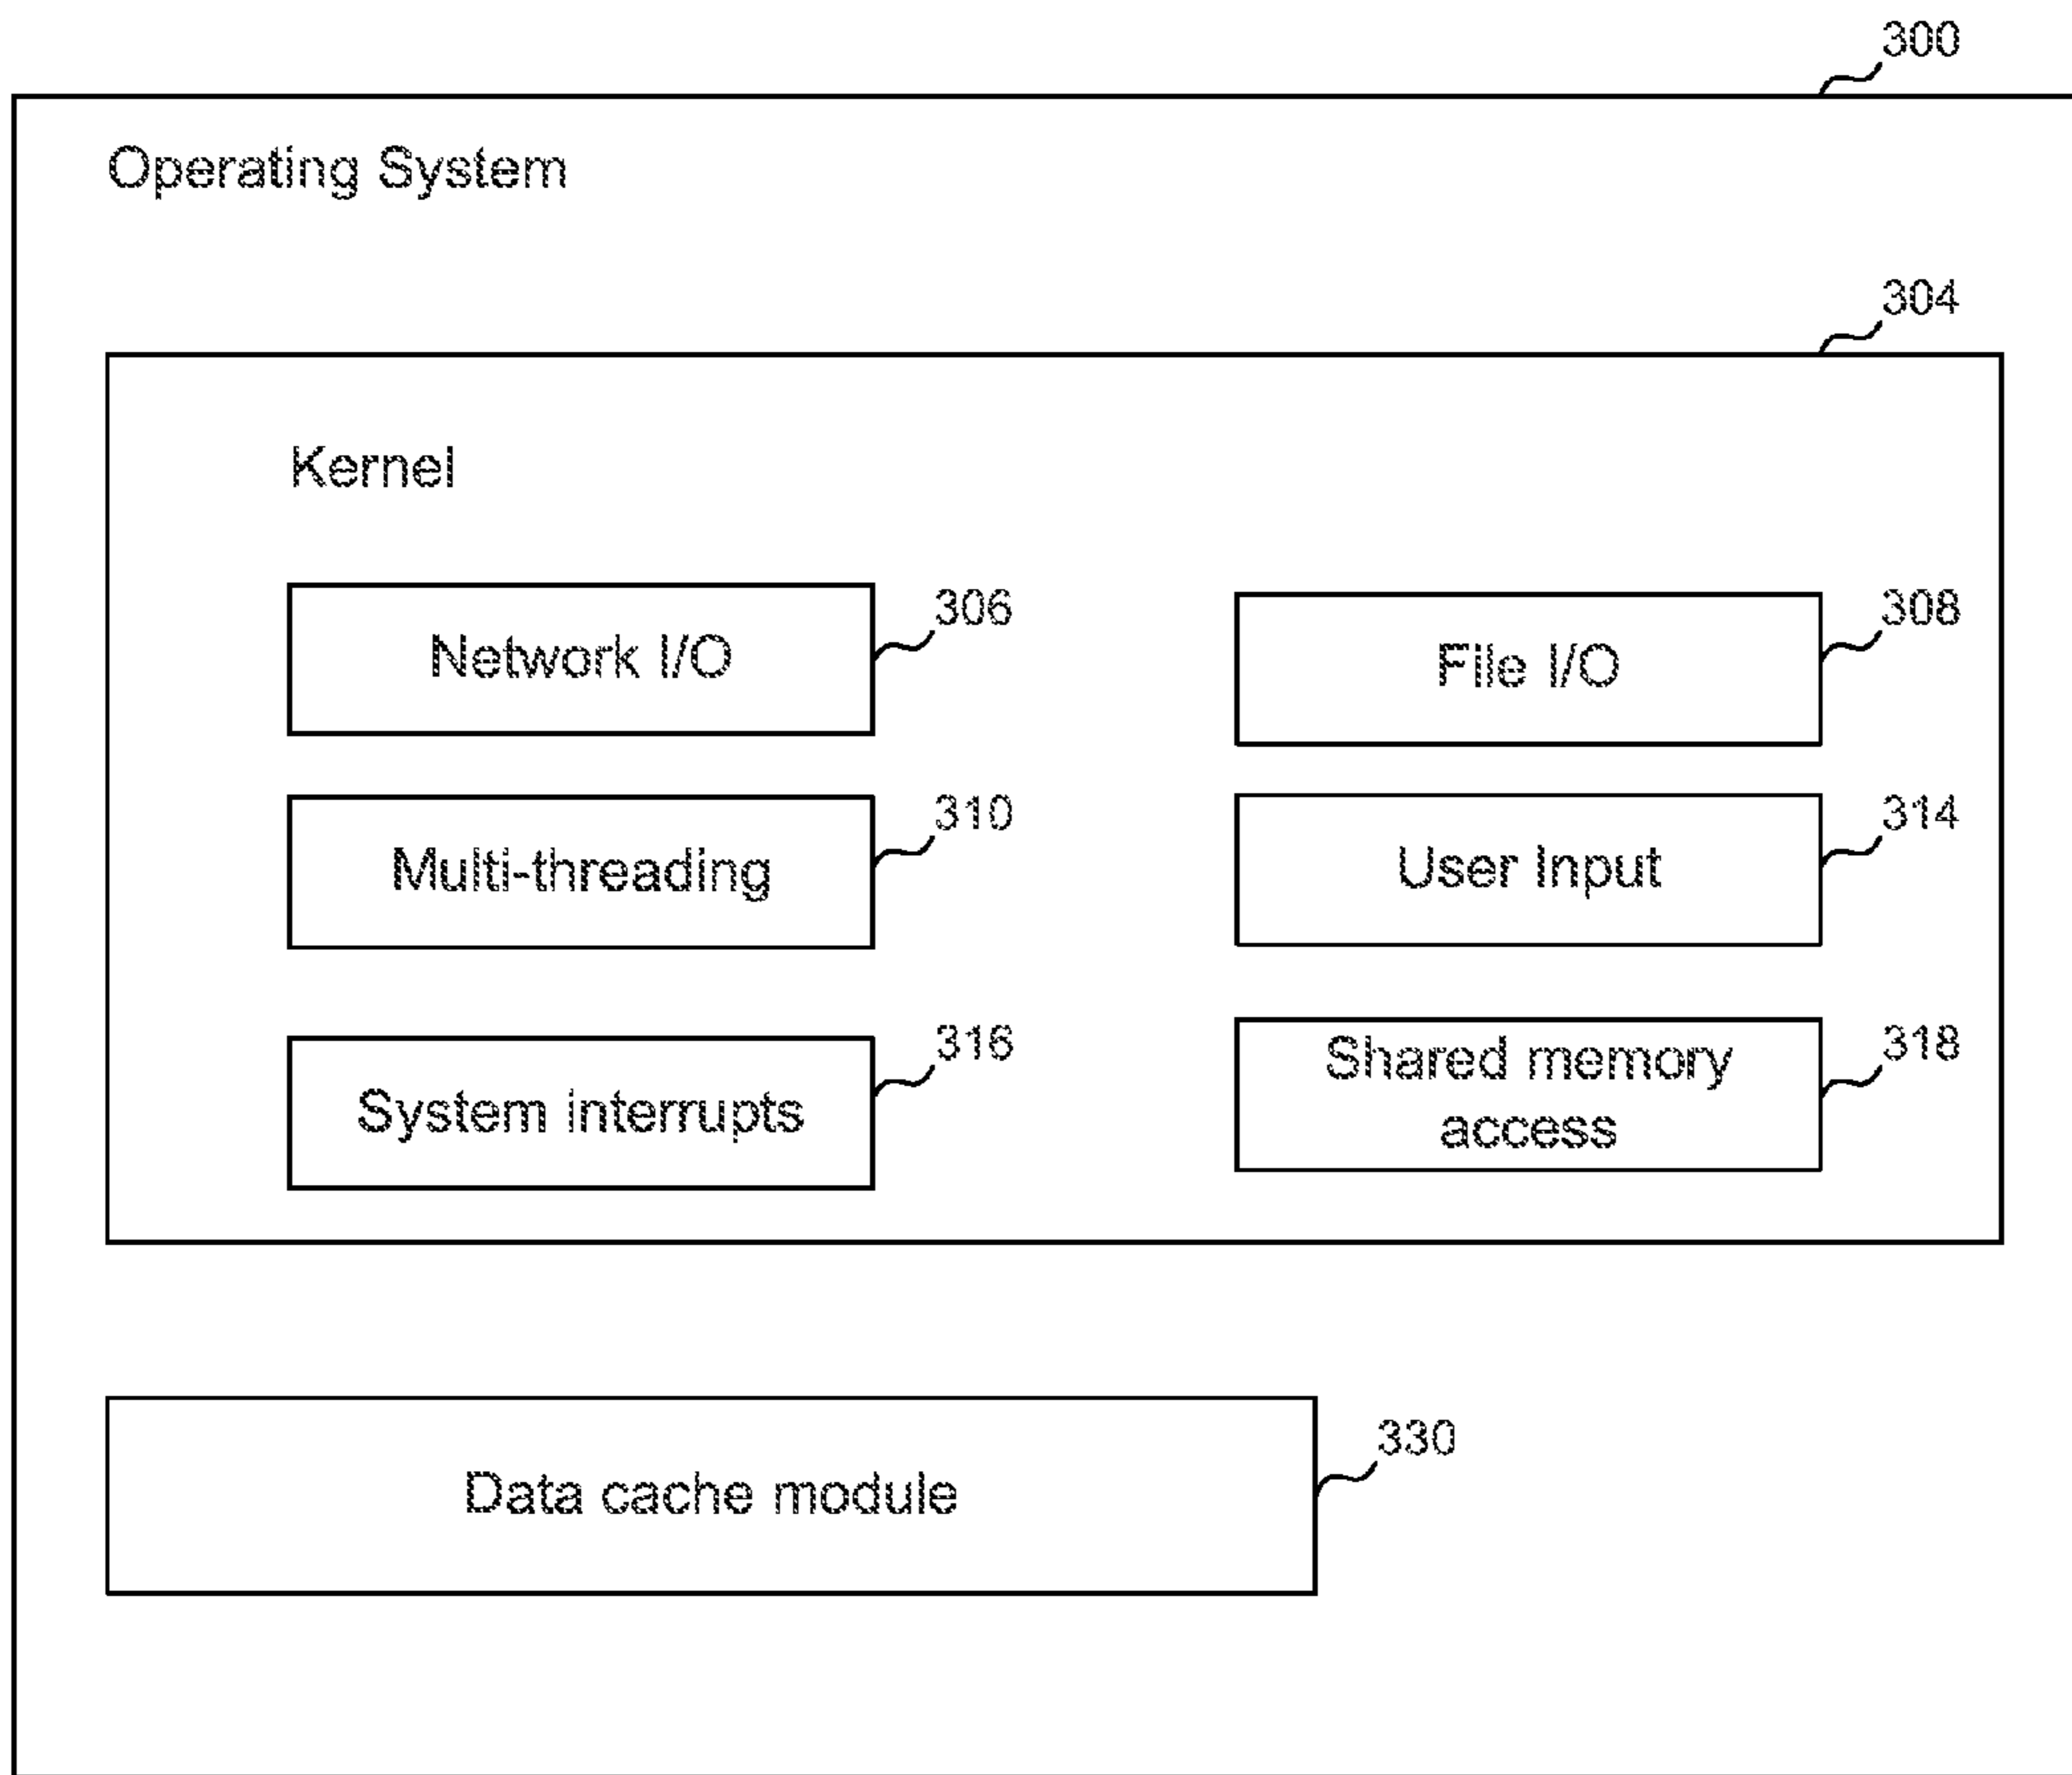 300
Operating System
304
Kernel
Network I/O
306
File I/O
308
Multi-threading
310
User Input
314
System interrupts
316
Shared memory
access
318
Data cache module
330